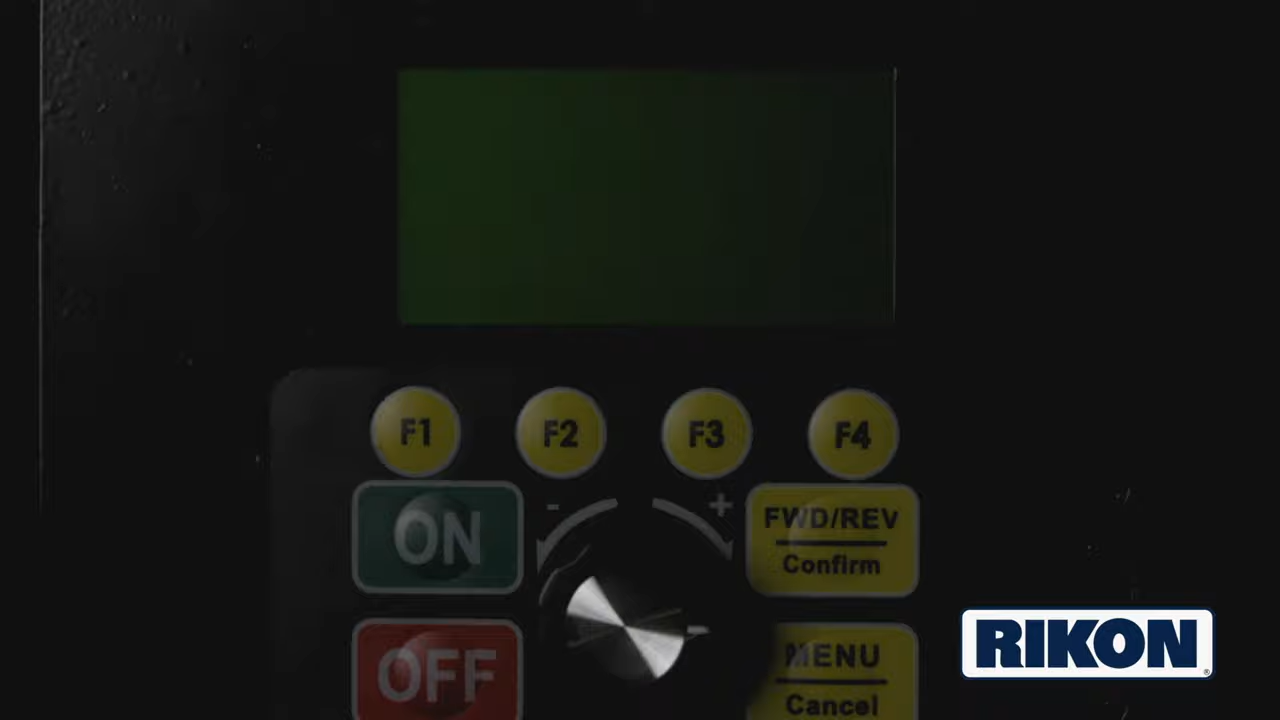 F1 F2 F3 F4
ON - + FWD/REV
Confirm
OFF MENU
Cancel
RIKON®